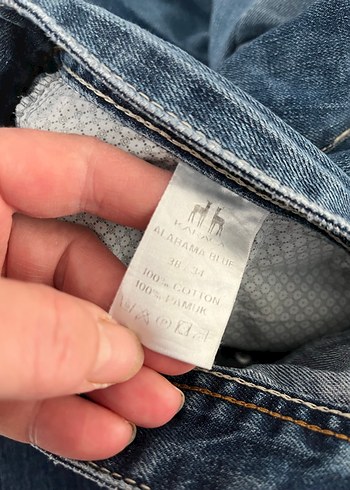 ALABAMA BLUE
38 - 34
100% COTTON
100% PAMUK